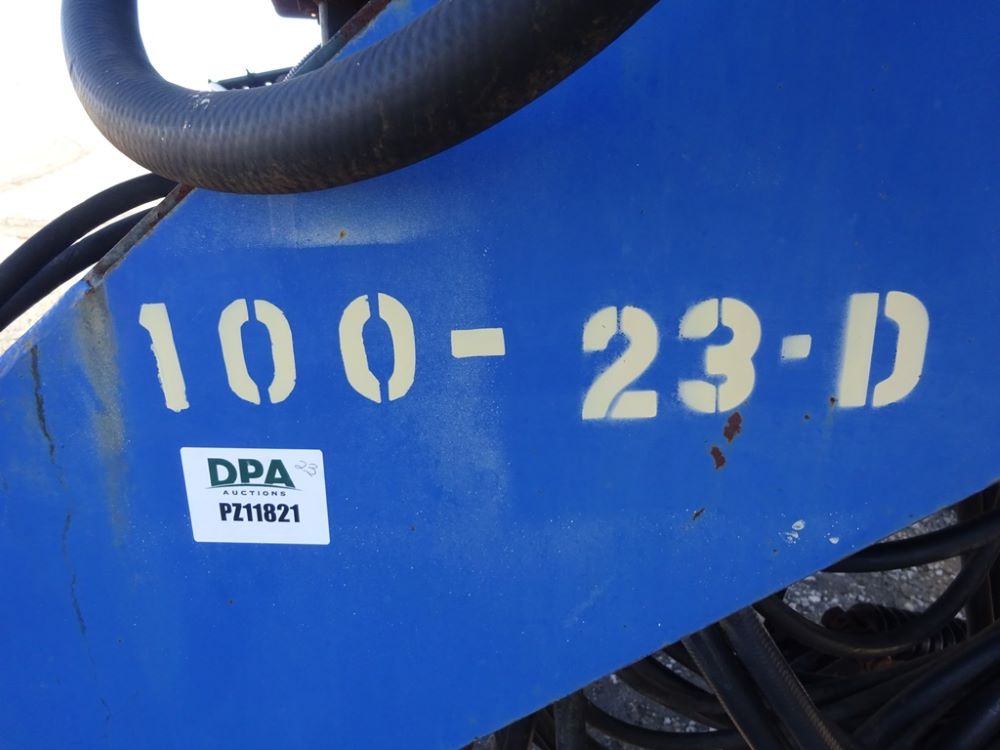 100-23-D
DPA 23
AUCTIONS
PZ11821